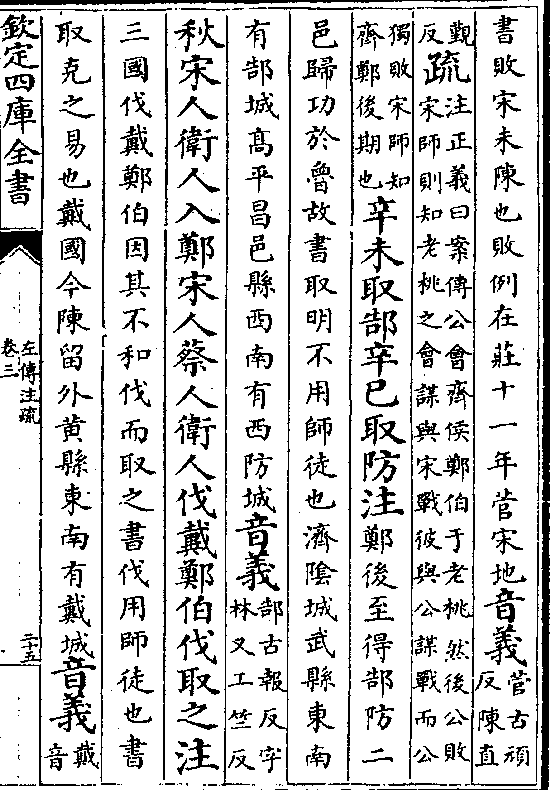 書敗宋未陳也敗例在莊十一年菅宋地音義菅古頑反陳直
觀反疏注正義曰案傳公會齊侯鄭伯于老桃然後公敗宋師則知老桃之會謀與宋戰彼與公謀戰而公
獨敗宋師知齊鄭後期也辛未取郜辛巳取防注鄭後至得郜防二
邑歸功於魯故書取明不用師徒也濟陰城武縣東南
有郜城高平昌邑縣西南有西防城音義郜古報反字林又工竺反
秋宋人衛人入鄭宋人蔡人衛人伐戴鄭伯伐取之注
三國伐戴鄭伯因其不和伐而取之書伐用師徒也書
取克之易也戴國今陳留外黃縣東南有戴城音義戴音
欽定四庫全書
左傳注疏
卷三
二十五